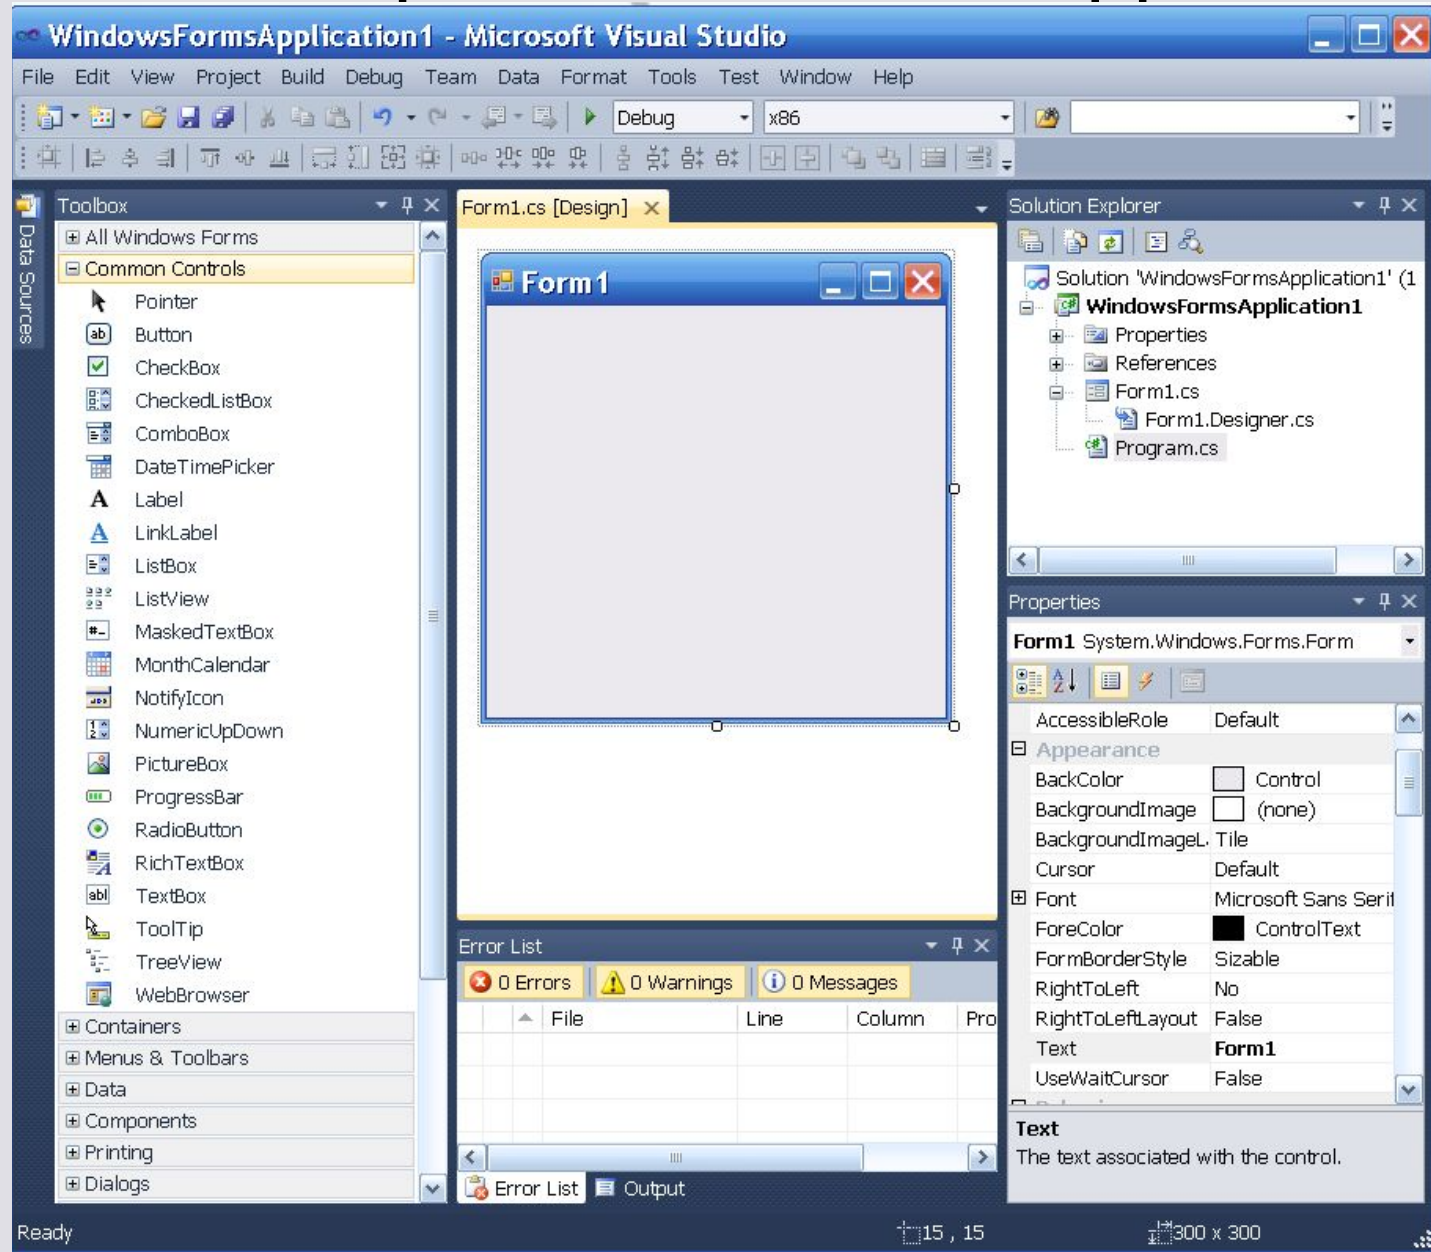 WindowsFormsApplication1 - Microsoft Visual Studio
File Edit View Project Build Debug Team Data Format Tools Test Window Help
Debug x86
Data Sources
Toolbox
All Windows Forms
Common Controls
Pointer
Button
CheckBox
CheckedListBox
ComboBox
DateTimePicker
Label
LinkLabel
ListBox
ListView
MaskedTextBox
MonthCalendar
NotifyIcon
NumericUpDown
PictureBox
ProgressBar
RadioButton
RichTextBox
TextBox
ToolTip
TreeView
WebBrowser
Containers
Menus & Toolbars
Data
Components
Printing
Dialogs
Form1.cs [Design]
Form1
Error List
0 Errors 0 Warnings 0 Messages
File Line Column Pro
Error List Output
Solution Explorer
Solution 'WindowsFormsApplication1' (1
WindowsFormsApplication1
Properties
References
Form1.cs
Form1.Designer.cs
Program.cs
Properties
Form1 System.Windows.Forms.Form
AccessibleRole Default
Appearance
BackColor Control
BackgroundImage (none)
BackgroundImageL Tile
Cursor Default
Font Microsoft Sans Serif
ForeColor ControlText
FormBorderStyle Sizable
RightToLeft No
RightToLeftLayout False
Text Form1
UseWaitCursor False
Text
The text associated with the control.
Ready 15 , 15 300 x 300